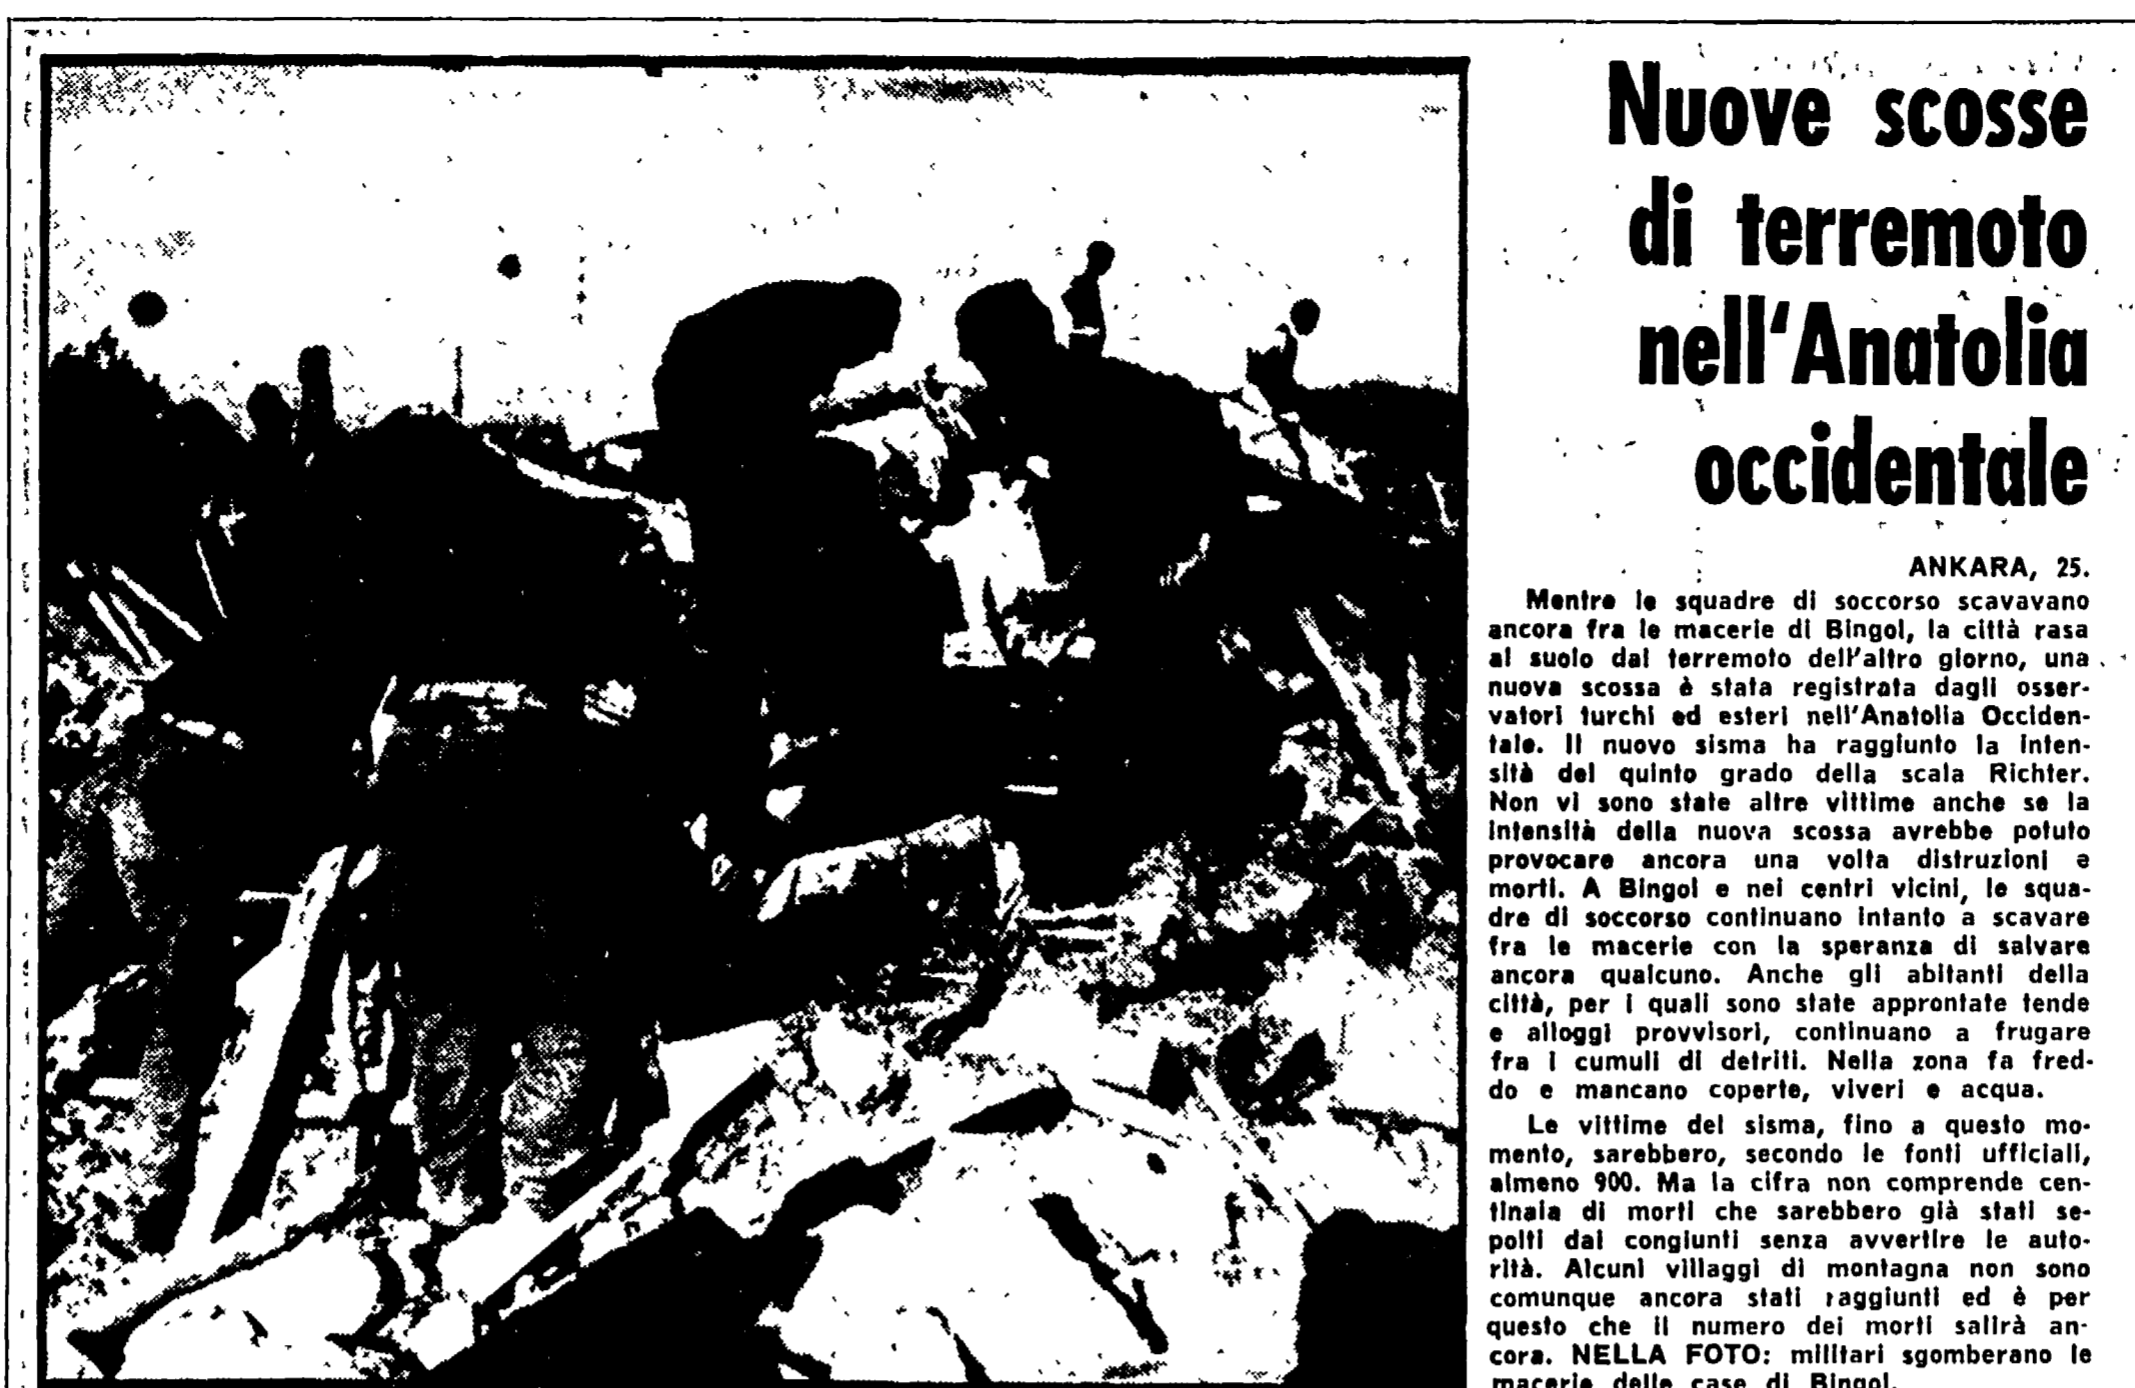 Nuove scosse
di terremoto
nell'Anatolia
occidentale
ANKARA, 25.
Mentre le squadre di soccorso scavavano
ancora fra le macerie di Bingol, la città rasa
al suolo dal terremoto dell'altro giorno, una
nuova scossa è stata registrata dagli osser-
vatori turchi ed esteri nell'Anatolia Occiden-
tale. Il nuovo sisma ha raggiunto la inten-
sità del quinto grado della scala Richter.
Non vi sono state altre vittime anche se la
intensità della nuova scossa avrebbe potuto
provocare ancora una volta distruzioni e
morti. A Bingol e nei centri vicini, le squa-
dre di soccorso continuano intanto a scavare
fra le macerie con la speranza di salvare
ancora qualcuno. Anche gli abitanti della
città, per i quali sono state approntate tende
e alloggi provvisori, continuano a frugare
fra i cumuli di detriti. Nella zona fa fred-
do e mancano coperte, viveri e acqua.
Le vittime del sisma, fino a questo mo-
mento, sarebbero, secondo le fonti ufficiali,
almeno 900. Ma la cifra non comprende cen-
tinaia di morti che sarebbero già stati se-
polti dai congiunti senza avvertire le auto-
rità. Alcuni villaggi di montagna non sono
comunque ancora stati raggiunti ed è per
questo che il numero dei morti salirà an-
cora. NELLA FOTO: militari sgomberano le
macerie delle case di Bingol.